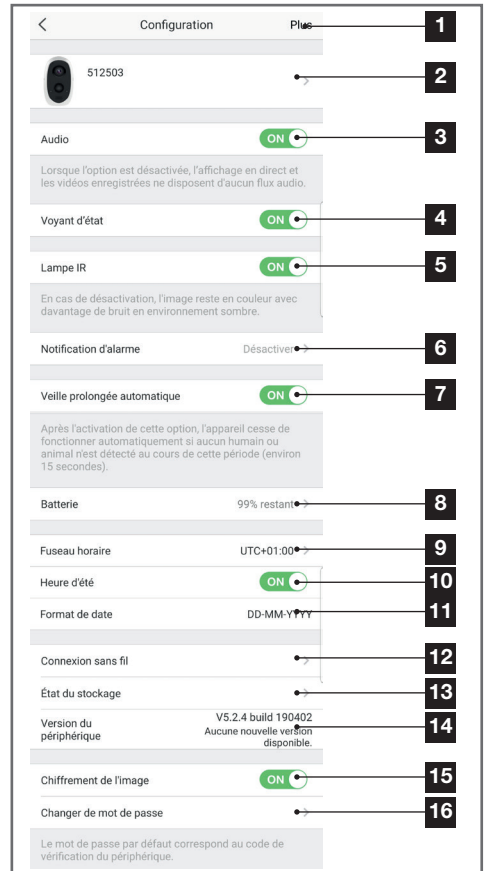 Configuration Plus 1
512503 2
Audio ON 3
Lorsque l'option est désactivée, l'affichage en direct et
les vidéos enregistrées ne disposent d'aucun flux audio.
Voyant d'état ON 4
Lampe IR ON 5
En cas de désactivation, l'image reste en couleur avec
davantage de bruit en environnement sombre.
Notification d'alarme Désactiver 6
Veille prolongée automatique ON 7
Après l'activation de cette option, l'appareil cesse de
fonctionner automatiquement si aucun humain ou
animal n'est détecté au cours de cette période (environ
15 secondes).
Batterie 99% restant 8
Fuseau horaire UTC+01:00 9
Heure d'été ON 10
Format de date DD-MM-YYYY 11
Connexion sans fil 12
État du stockage 13
Version du périphérique V5.2.4 build 190402 14
Aucune nouvelle version
disponible.
Chiffrement de l'image ON 15
Changer de mot de passe 16
Le mot de passe par défaut correspond au code de
vérification du périphérique.